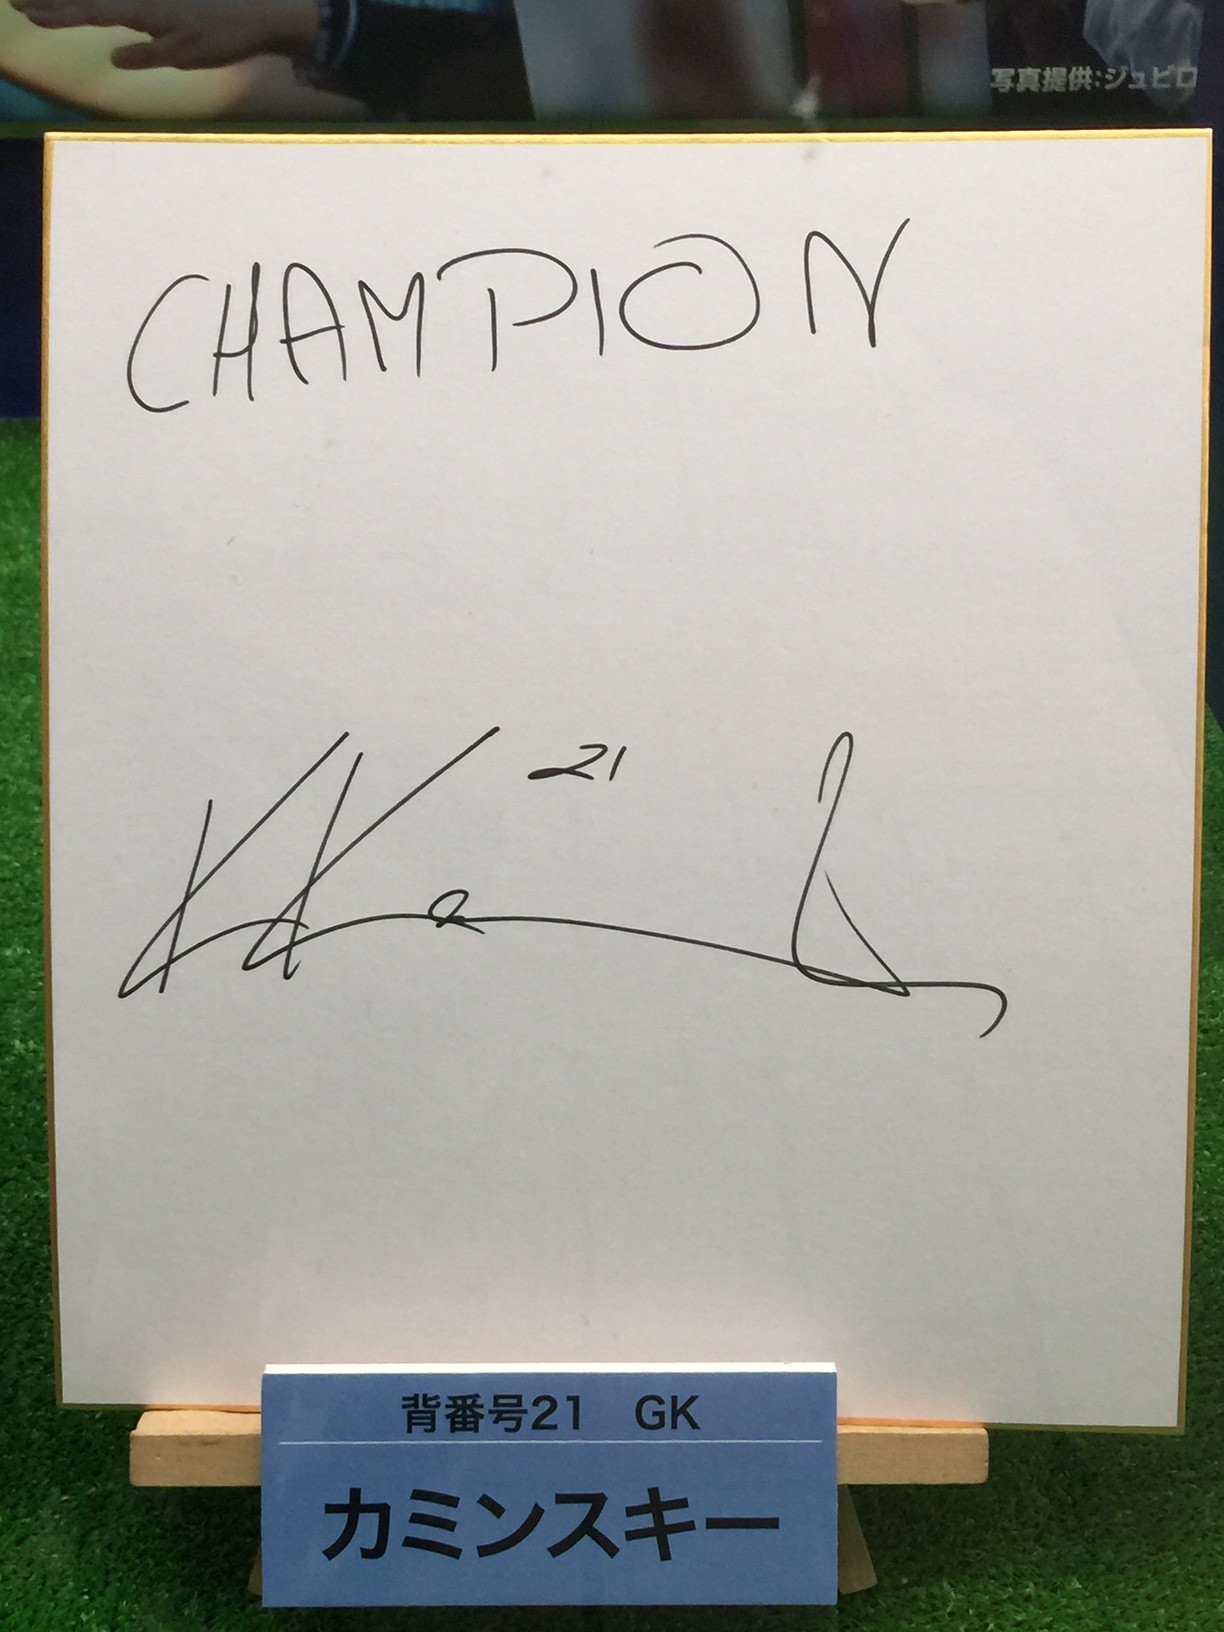 写真提供:ジュビロ
CHAMPION
21
背番号21 GK
カミンスキー